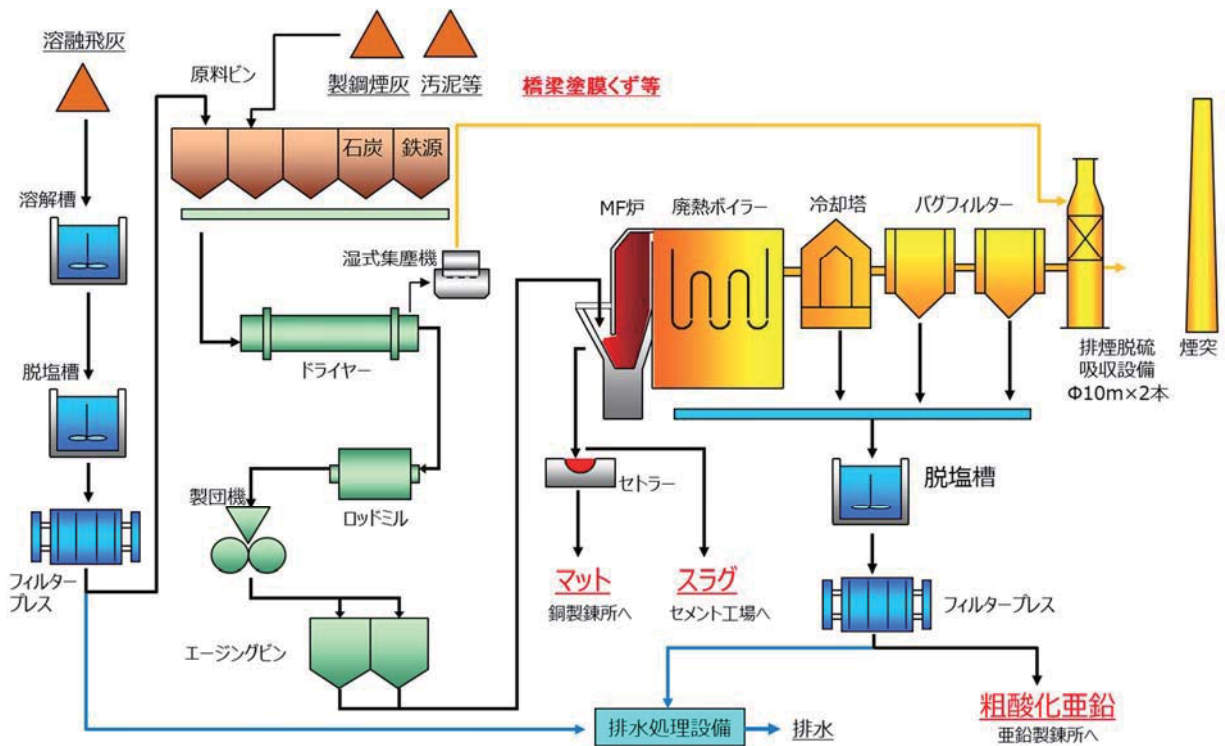 溶融飛灰
原料ビン
製鋼煙灰
汚泥等
橋梁塗膜くず等
石炭
鉄源
溶解槽
MF炉
廃熱ボイラー
冷却塔
バグフィルター
湿式集塵機
ドライヤー
排煙脱硫
吸収設備
Φ10m×2本
煙突
脱塩槽
セトラー
脱塩槽
製団機
ロッドミル
フィルター
プレス
マット
銅製錬所へ
スラグ
セメント工場へ
フィルタープレス
エージングビン
粗酸化亜鉛
亜鉛製錬所へ
排水処理設備
排水